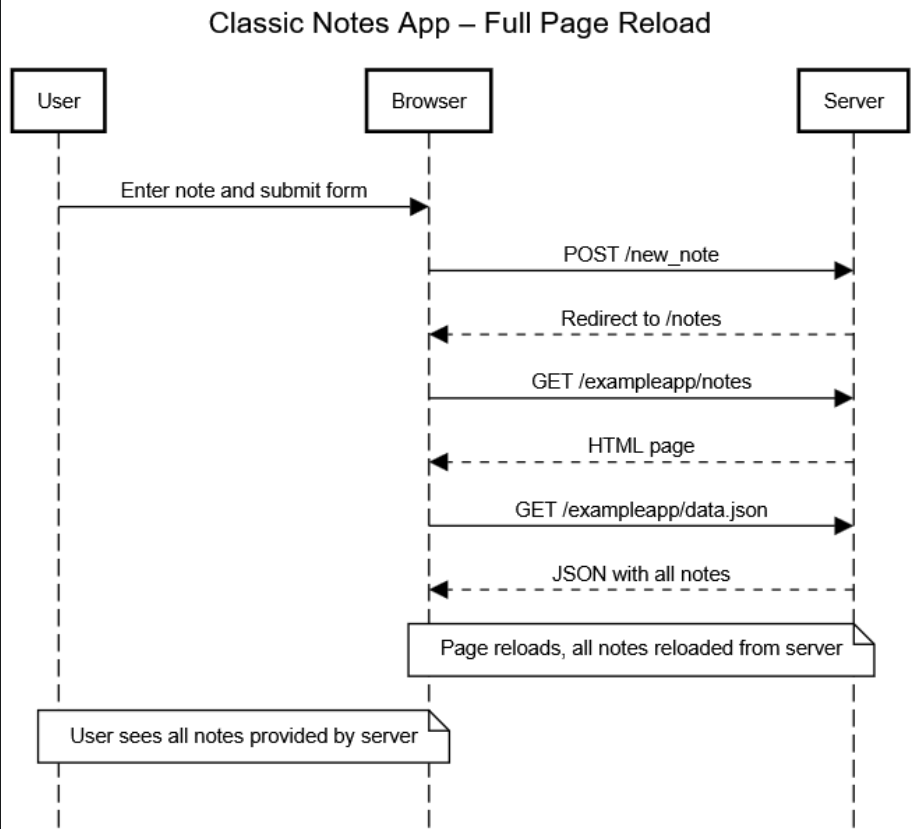 Classic Notes App – Full Page Reload
User
Browser
Server
Enter note and submit form
POST /new_note
Redirect to /notes
GET /exampleapp/notes
HTML page
GET /exampleapp/data.json
JSON with all notes
Page reloads, all notes reloaded from server
User sees all notes provided by server